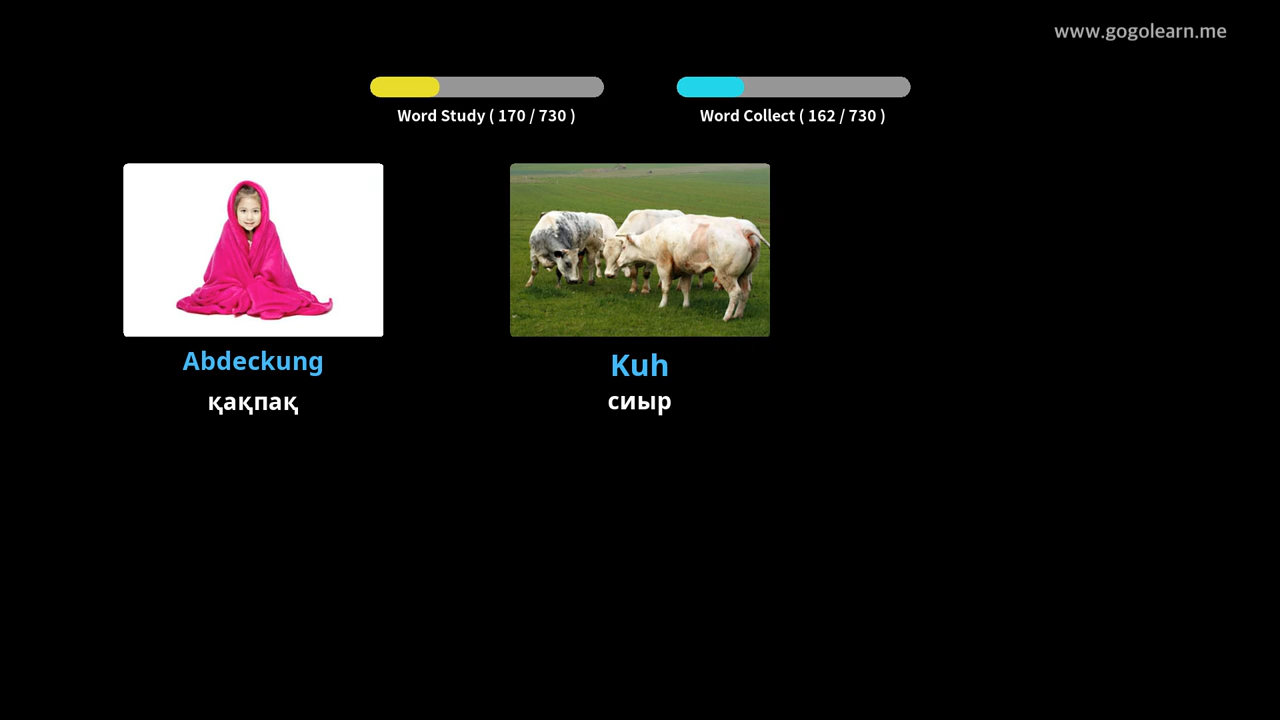 www.gogolearn.me
Word Study ( 170 / 730 )
Word Collect ( 162 / 730 )
Abdeckung
қақпақ
Kuh
сиыр